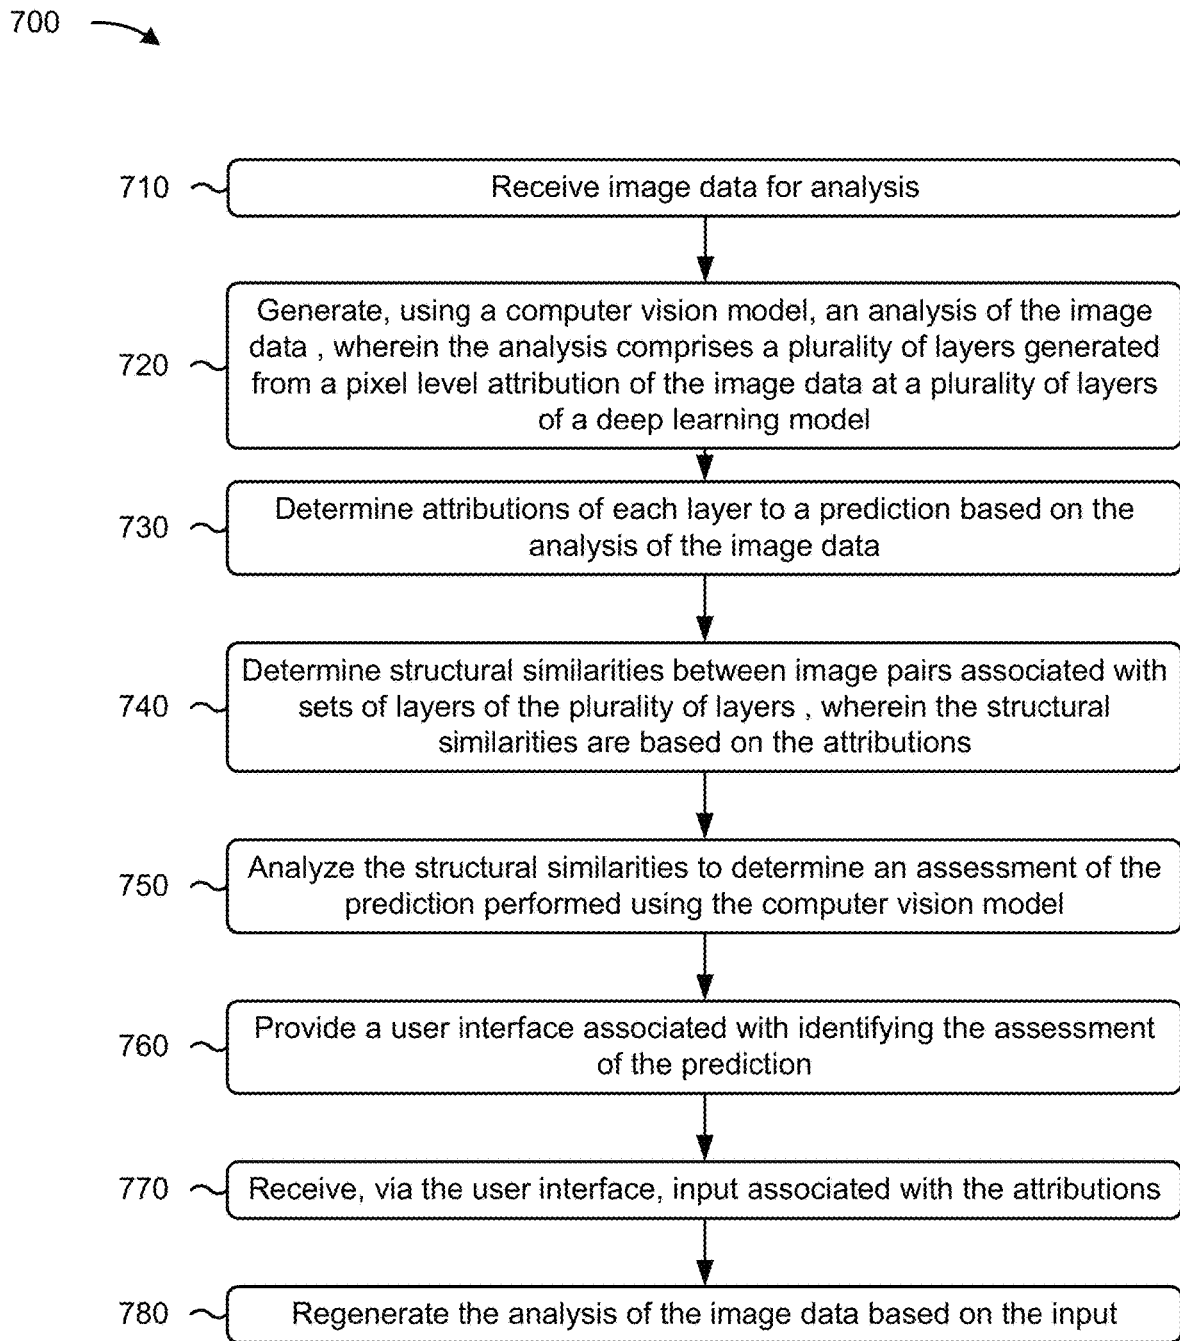 700
710
Receive image data for analysis
720
Generate, using a computer vision model, an analysis of the image
data , wherein the analysis comprises a plurality of layers generated
from a pixel level attribution of the image data at a plurality of layers
of a deep learning model
730
Determine attributions of each layer to a prediction based on the
analysis of the image data
740
Determine structural similarities between image pairs associated with
sets of layers of the plurality of layers , wherein the structural
similarities are based on the attributions
750
Analyze the structural similarities to determine an assessment of the
prediction performed using the computer vision model
760
Provide a user interface associated with identifying the assessment
of the prediction
770
Receive, via the user interface, input associated with the attributions
780
Regenerate the analysis of the image data based on the input